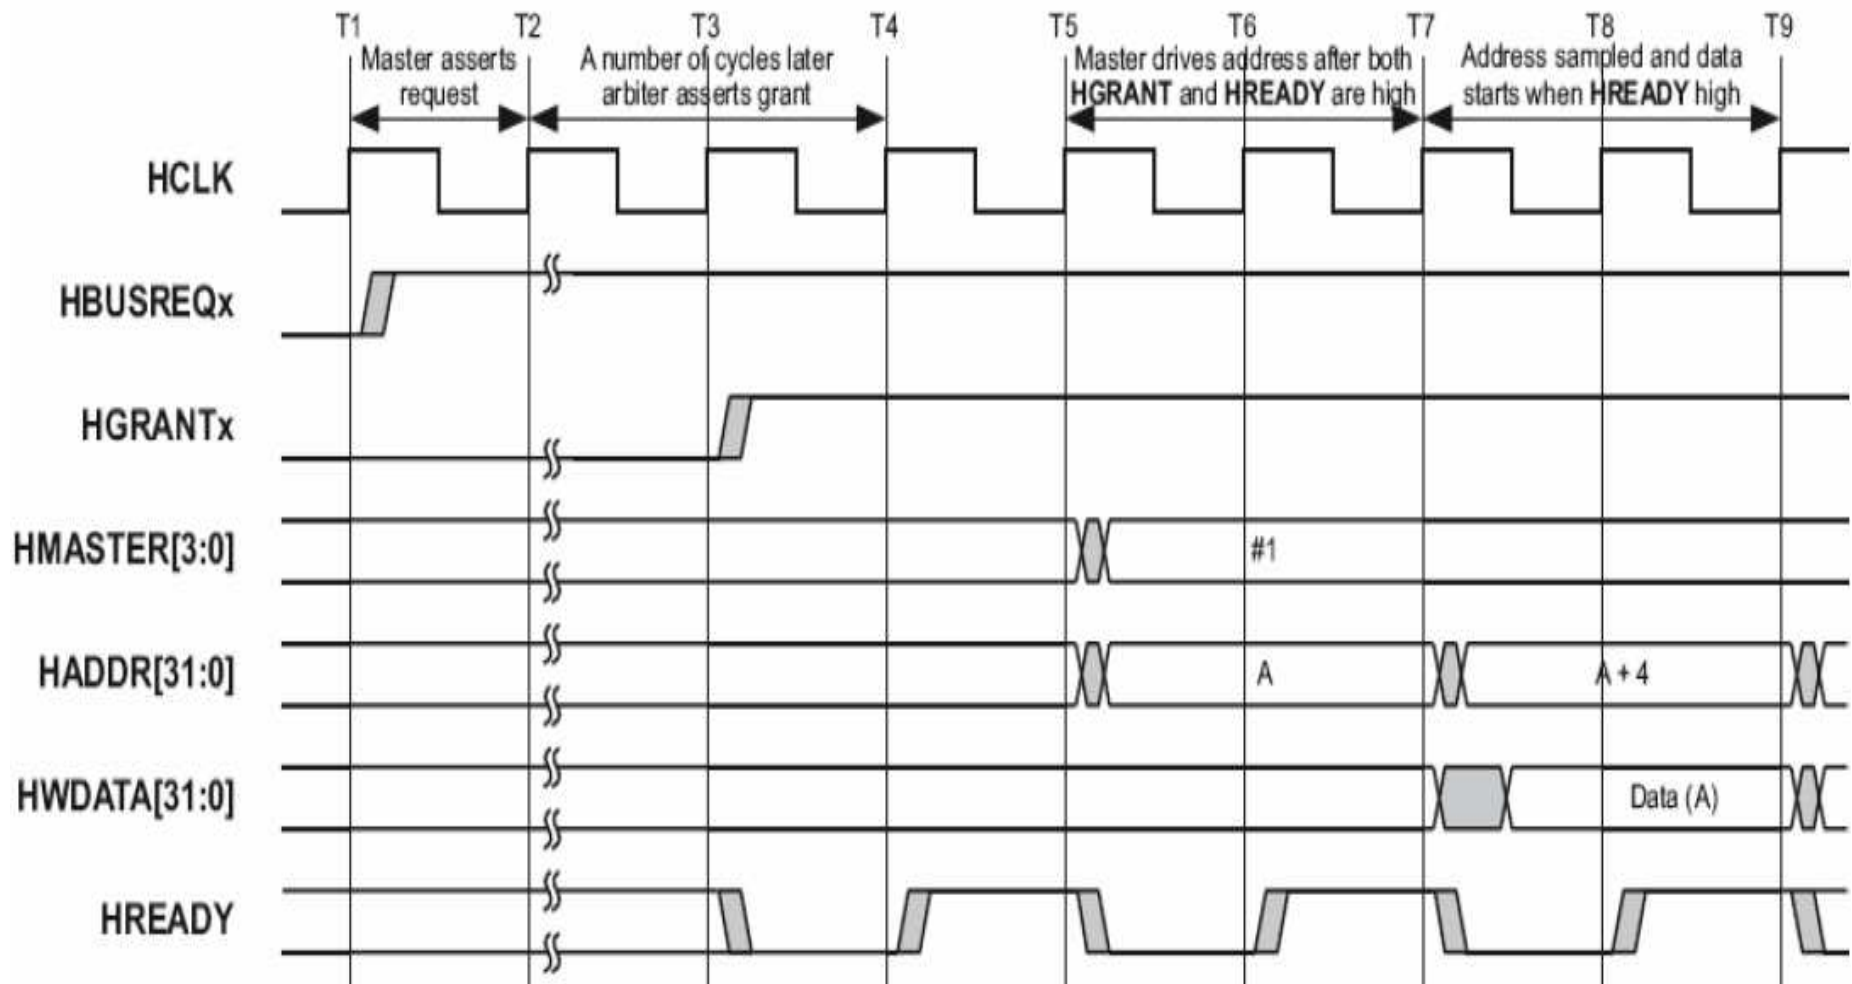 T1 T2 T3 T4 T5 T6 T7 T8 T9
Master asserts
request
A number of cycles later
arbiter asserts grant
Master drives address after both
HGRANT and HREADY are high
Address sampled and data
starts when HREADY high
HCLK
HBUSREQx
HGRANTx
HMASTER[3:0]
#1
HADDR[31:0]
A
A + 4
HWDATA[31:0]
Data (A)
HREADY